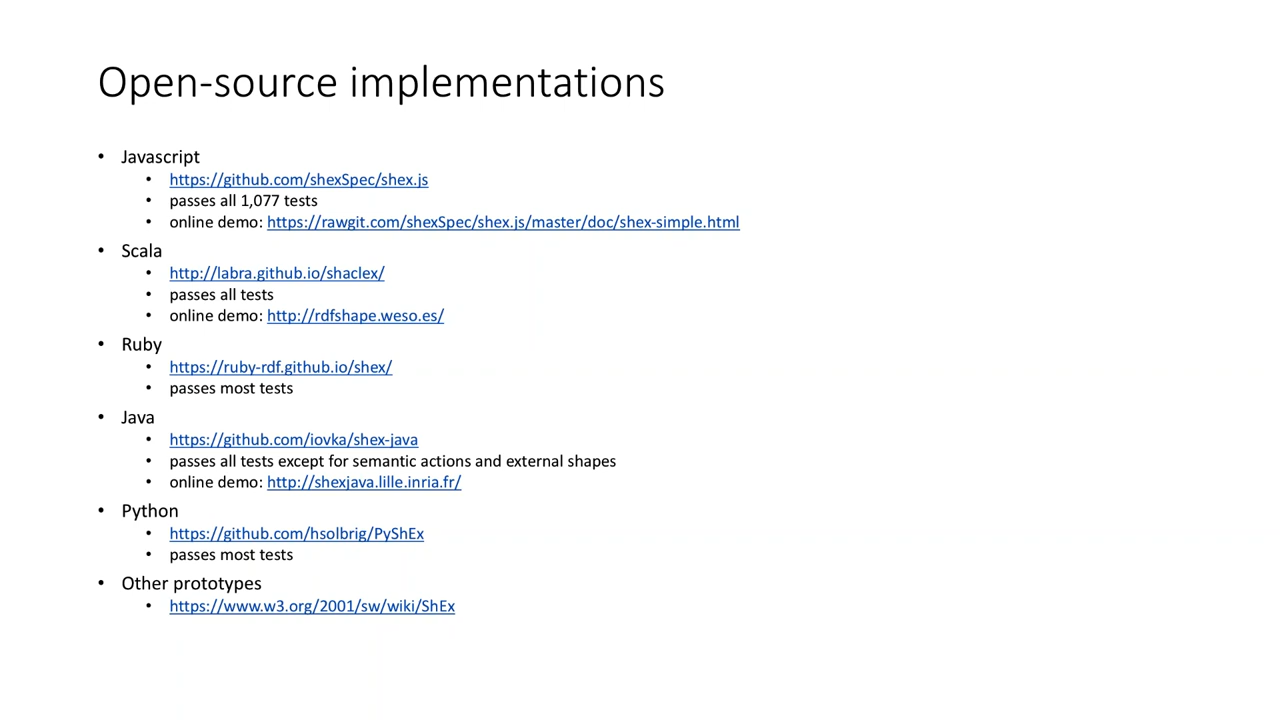 Open-source implementations
• Javascript
• https://github.com/shexSpec/shex.js
• passes all 1,077 tests
• online demo: https://rawgit.com/shexSpec/shex.js/master/doc/shex-simple.html
• Scala
• http://labra.github.io/shaclex/
• passes all tests
• online demo: http://rdfshape.weso.es/
• Ruby
• https://ruby-rdf.github.io/shex/
• passes most tests
• Java
• https://github.com/iovka/shex-java
• passes all tests except for semantic actions and external shapes
• online demo: http://shexjava.lille.inria.fr/
• Python
• https://github.com/hsolbrig/PyShEx
• passes most tests
• Other prototypes
• https://www.w3.org/2001/sw/wiki/ShEx